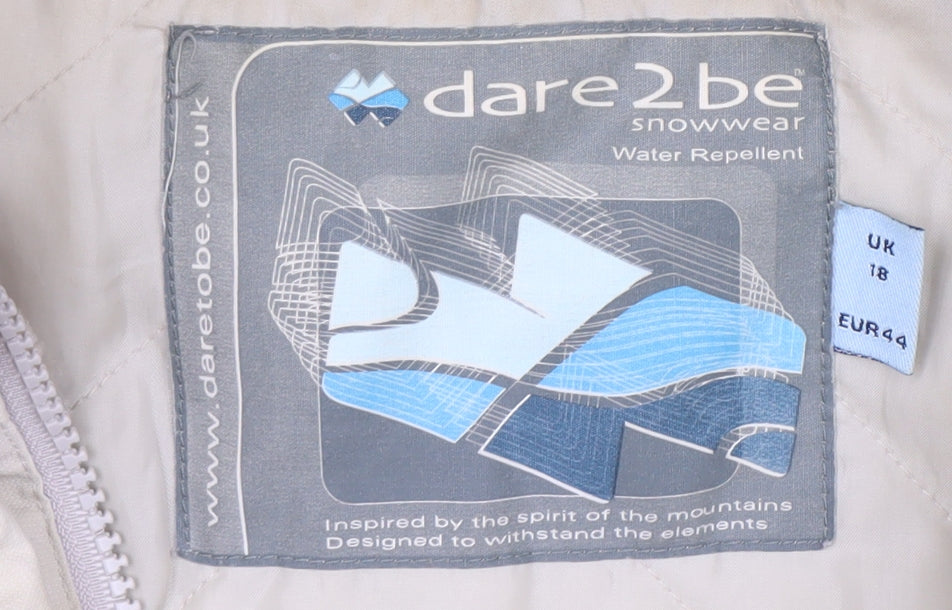 dare2be™
snowwear
Water Repellent
www.daretobe.co.uk
Inspired by the spirit of the mountains
Designed to withstand the elements
UK
18
EUR44